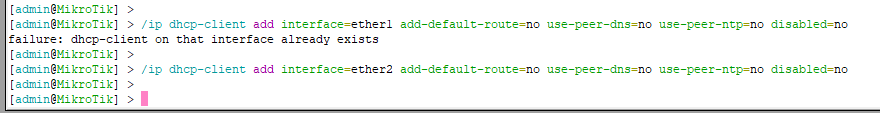 [admin@MikroTik] >
[admin@MikroTik] > /ip dhcp-client add interface=ether1 add-default-route=no use-peer-dns=no use-peer-ntp=no disabled=no
failure: dhcp-client on that interface already exists
[admin@MikroTik] >
[admin@MikroTik] > /ip dhcp-client add interface=ether2 add-default-route=no use-peer-dns=no use-peer-ntp=no disabled=no
[admin@MikroTik] >
[admin@MikroTik] >